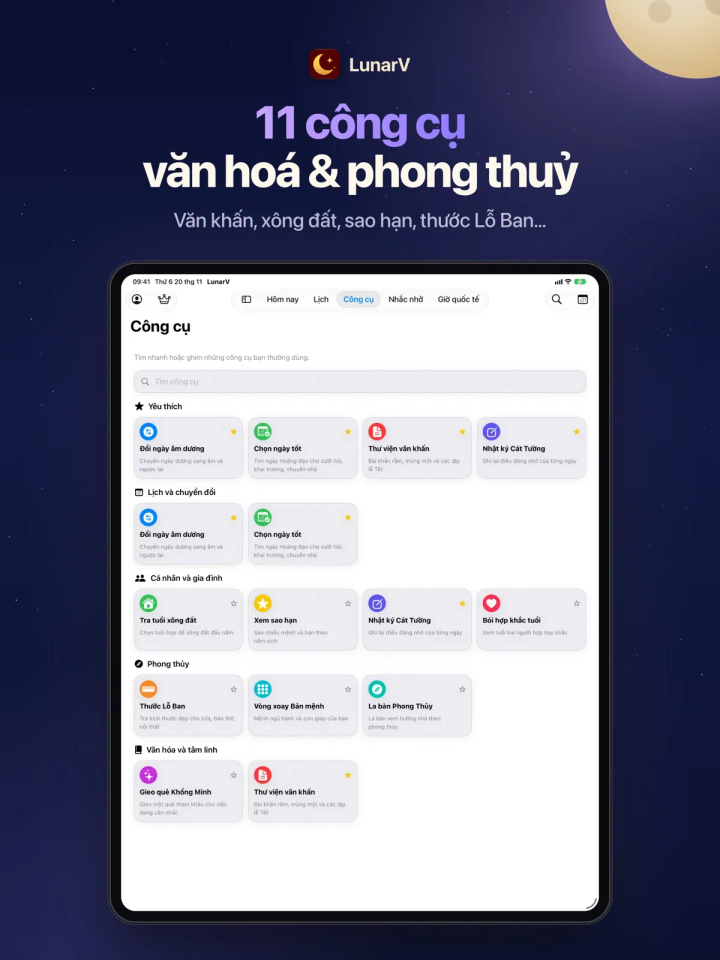 LunarV
11 công cụ
văn hoá & phong thuỷ
Văn khấn, xông đất, sao hạn, thước Lỗ Ban...
09:41 Thứ 6 20 thg 11 LunarV
Hôm nay Lịch Công cụ Nhắc nhở Giờ quốc tế
Công cụ
Tìm nhanh hoặc ghim những công cụ bạn thường dùng.
Tìm công cụ
Yêu thích
Đổi ngày âm dương
Chuyển ngày dương sang âm và
ngược lại
Chọn ngày tốt
Tìm ngày Hoàng đạo cho cưới hỏi,
khai trương, chuyển nhà
Thư viện văn khấn
Bài khấn rằm, mùng một và các dịp
lễ Tết
Nhật ký Cát Tường
Ghi lại điều đáng nhớ của từng ngày
Lịch và chuyển đổi
Đổi ngày âm dương
Chuyển ngày dương sang âm và
ngược lại
Chọn ngày tốt
Tìm ngày Hoàng đạo cho cưới hỏi,
khai trương, chuyển nhà
Cá nhân và gia đình
Tra tuổi xông đất
Chọn tuổi hợp để xông đất đầu năm
Xem sao hạn
Sao chiếu mệnh và hạn theo
năm sinh
Nhật ký Cát Tường
Ghi lại điều đáng nhớ của từng ngày
Bói hợp khắc tuổi
Xem tuổi hai người hợp hay khắc
Phong thủy
Thước Lỗ Ban
Tra kích thước đẹp cho cửa, bàn thờ,
nội thất
Vòng xoay Bản mệnh
Mệnh ngũ hành và con giáp của bạn
La bàn Phong Thủy
La bàn xem hướng nhà theo
phong thủy
Văn hóa và tâm linh
Gieo quẻ Khổng Minh
Gieo một quẻ tham khảo cho việc
đang cân nhắc
Thư viện văn khấn
Bài khấn rằm, mùng một và các dịp
lễ Tết